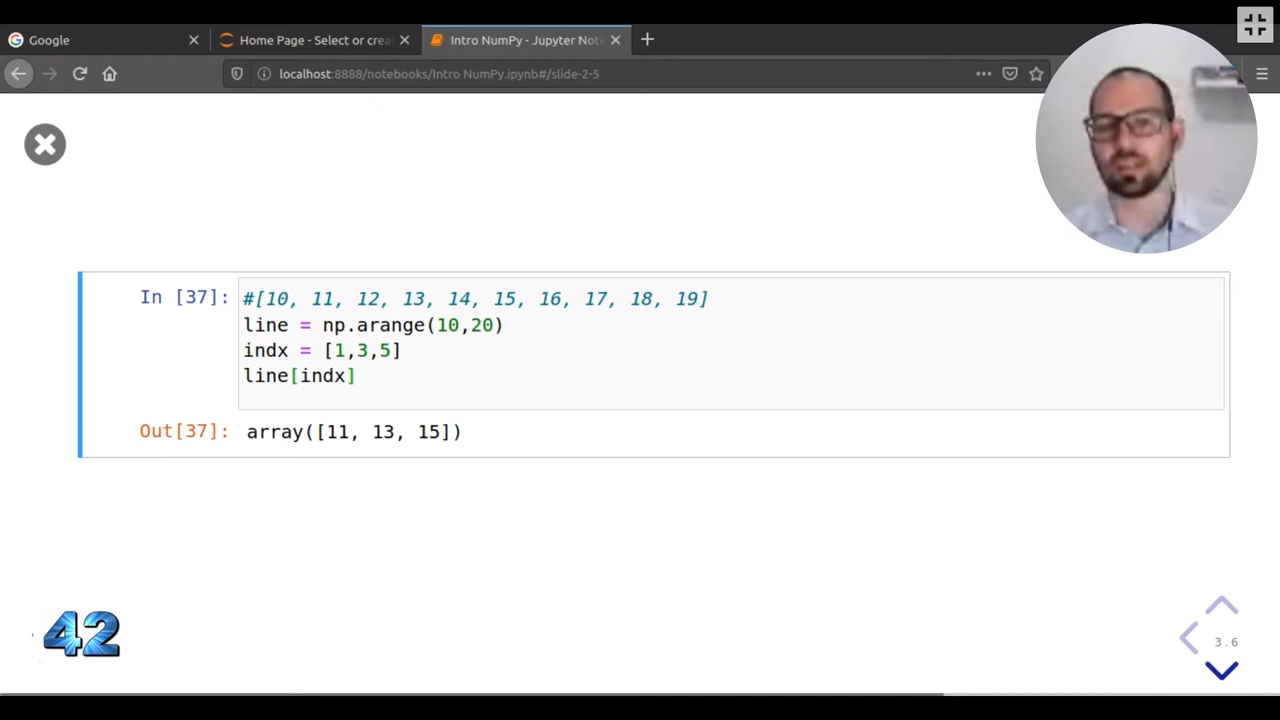 Google
Home Page - Select or crea
Intro NumPy - Jupyter Not
localhost:8888/notebooks/Intro NumPy.ipynb#/slide-2-5
In [37]:
#[10, 11, 12, 13, 14, 15, 16, 17, 18, 19]
line = np.arange(10,20)
indx = [1,3,5]
line[indx]
Out[37]:
array([11, 13, 15])
42
3.6